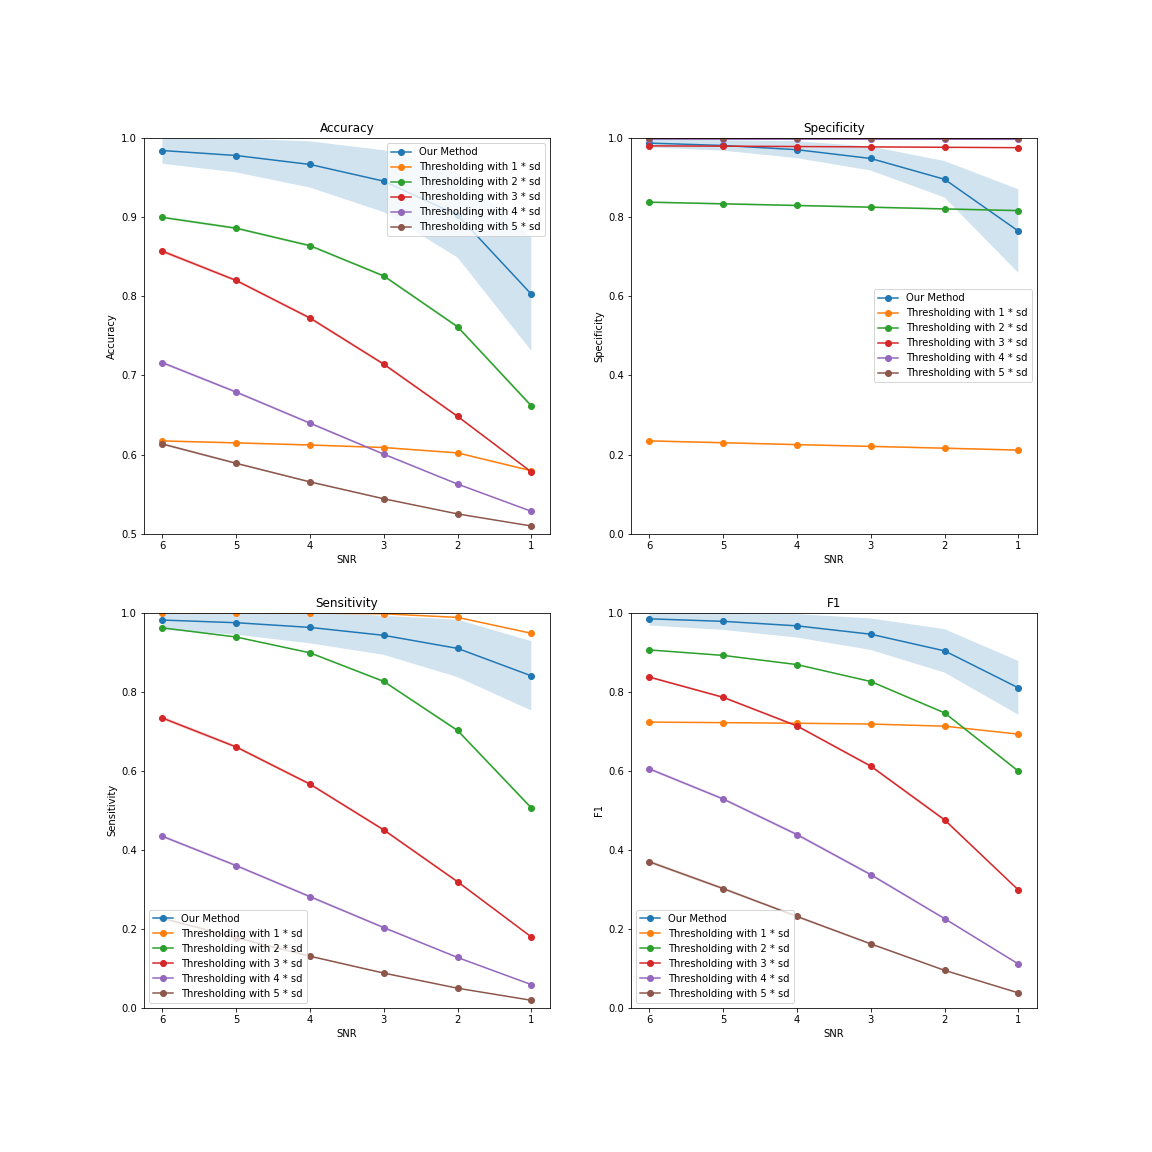 Accuracy
1.0
0.9
0.8
0.7
0.6
0.5
Accuracy
6 5 4 3 2 1
SNR
Our Method
Thresholding with 1 * sd
Thresholding with 2 * sd
Thresholding with 3 * sd
Thresholding with 4 * sd
Thresholding with 5 * sd
Specificity
1.0
0.8
0.6
0.4
0.2
0.0
Specificity
6 5 4 3 2 1
SNR
Our Method
Thresholding with 1 * sd
Thresholding with 2 * sd
Thresholding with 3 * sd
Thresholding with 4 * sd
Thresholding with 5 * sd
Sensitivity
1.0
0.8
0.6
0.4
0.2
0.0
Sensitivity
6 5 4 3 2 1
SNR
Our Method
Thresholding with 1 * sd
Thresholding with 2 * sd
Thresholding with 3 * sd
Thresholding with 4 * sd
Thresholding with 5 * sd
F1
1.0
0.8
0.6
0.4
0.2
0.0
F1
6 5 4 3 2 1
SNR
Our Method
Thresholding with 1 * sd
Thresholding with 2 * sd
Thresholding with 3 * sd
Thresholding with 4 * sd
Thresholding with 5 * sd